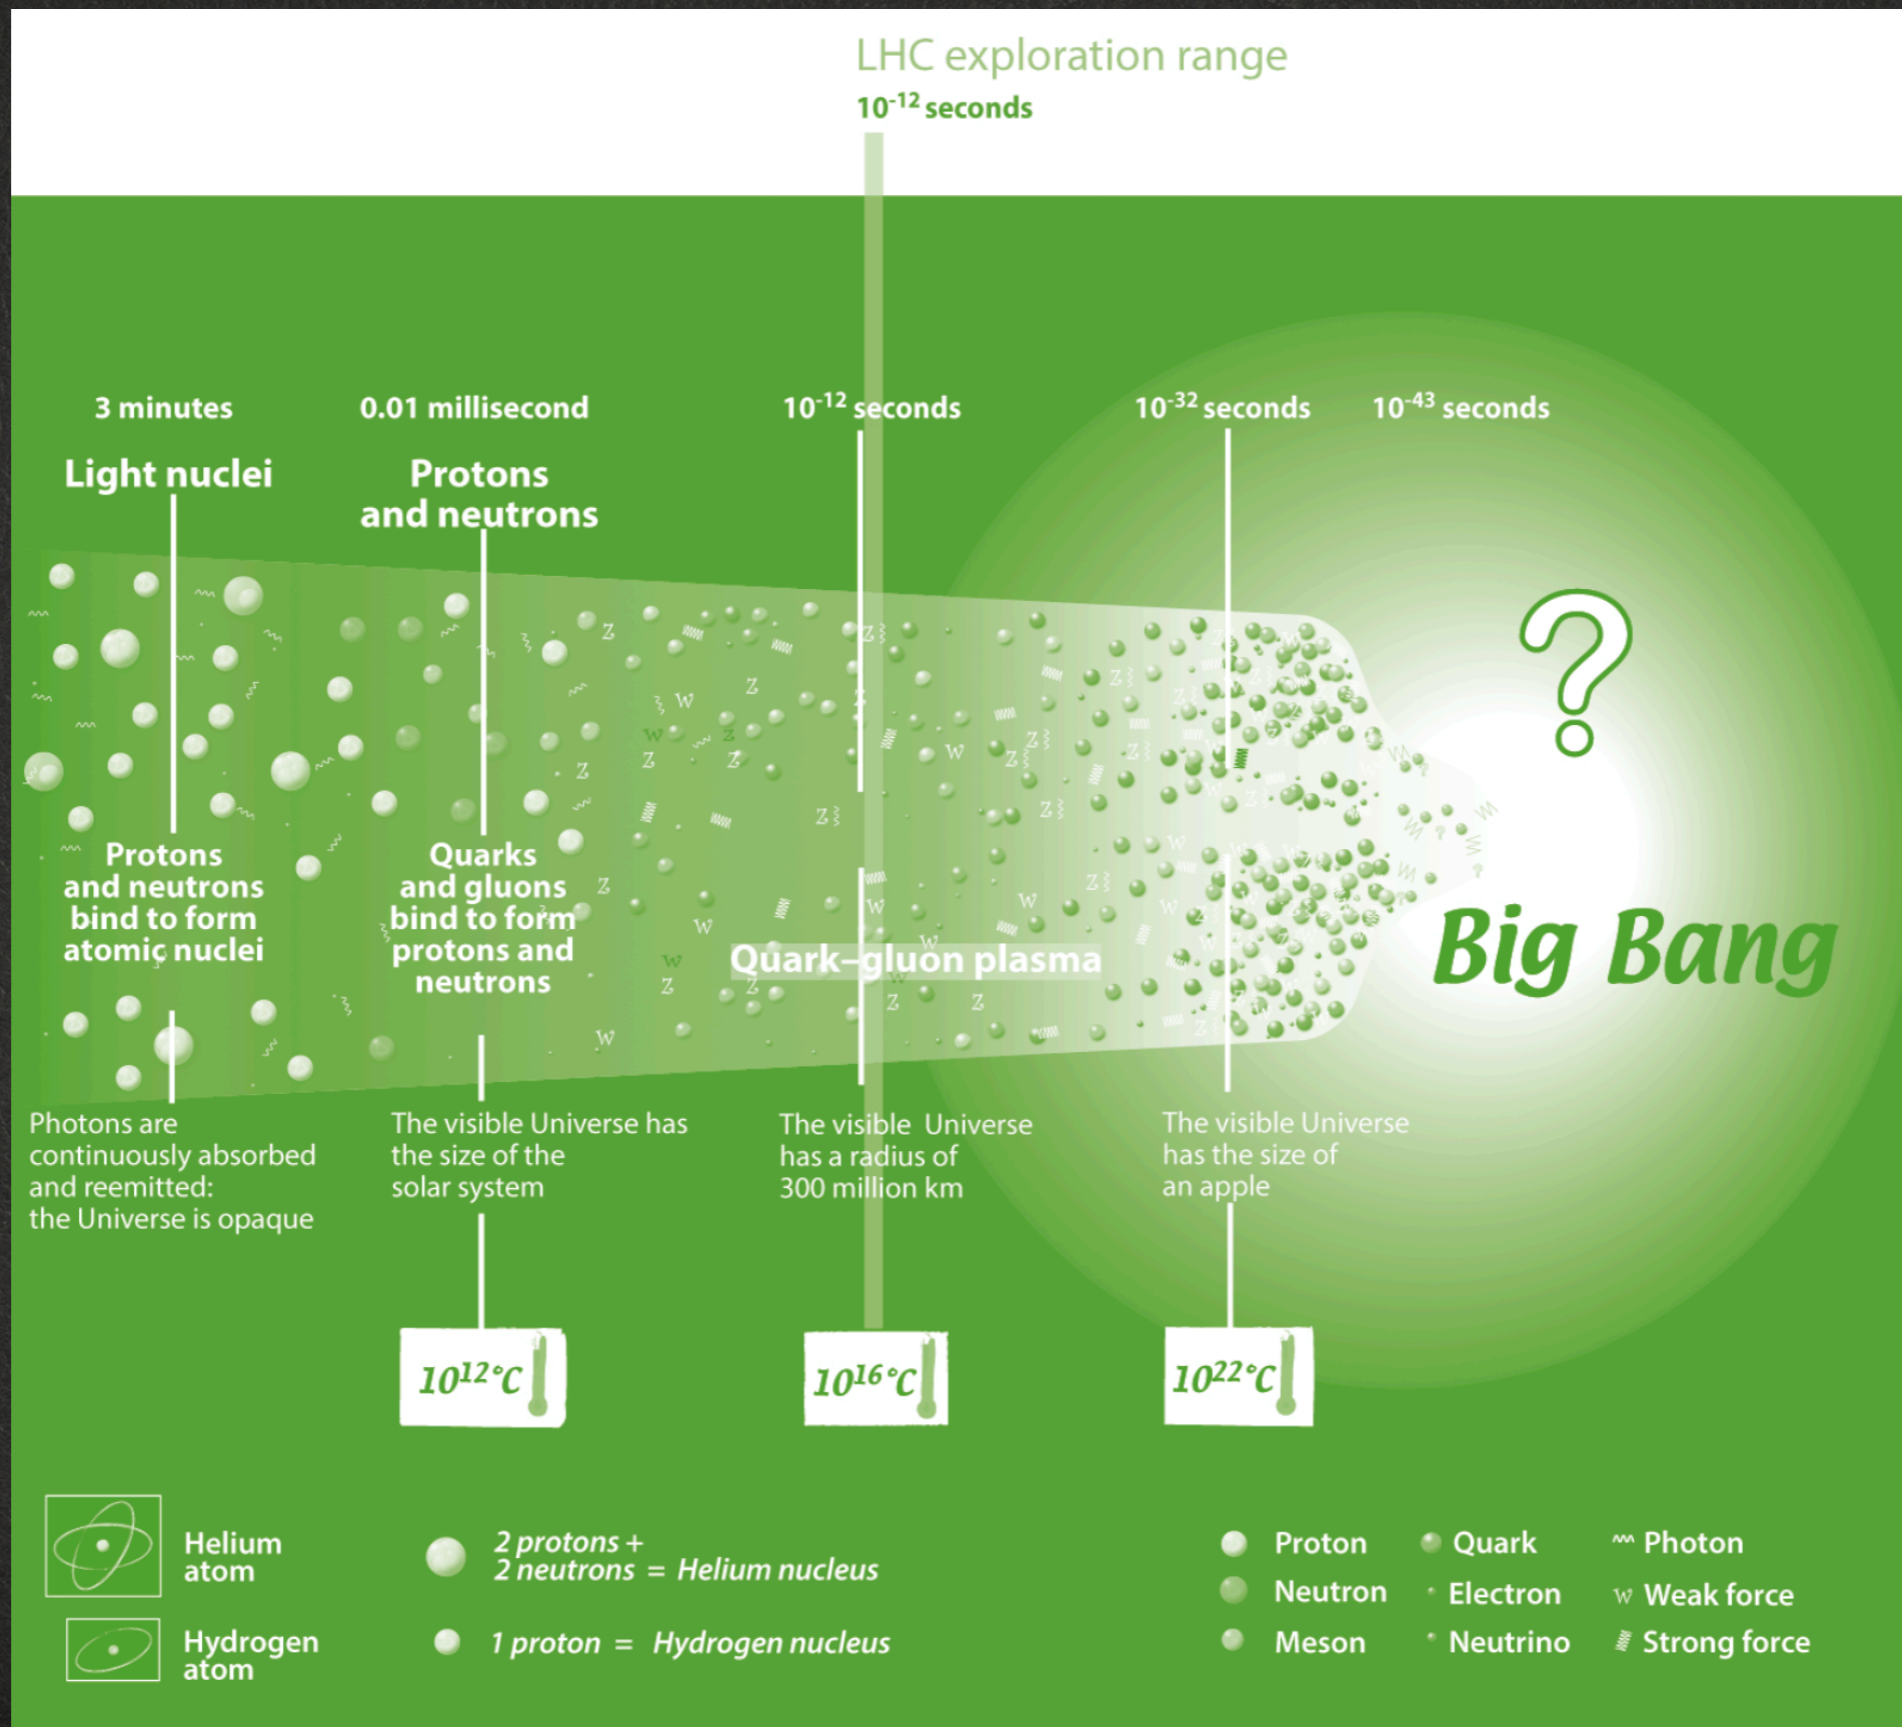 LHC exploration range
10⁻¹² seconds
3 minutes
0.01 millisecond
10⁻¹² seconds
10⁻³² seconds
10⁻⁴³ seconds
Light nuclei
Protons
and neutrons
?
Protons
and neutrons
bind to form
atomic nuclei
Quarks
and gluons
bind to form
protons and
neutrons
Quark–gluon plasma
Big Bang
Photons are
continuously absorbed
and reemitted:
the Universe is opaque
The visible Universe has
the size of the
solar system
The visible Universe
has a radius of
300 million km
The visible Universe
has the size of
an apple
10¹²°C
10¹⁶°C
10²²°C
Helium
atom
2 protons +
2 neutrons = Helium nucleus
Hydrogen
atom
1 proton = Hydrogen nucleus
Proton
Neutron
Meson
Quark
Electron
Neutrino
Photon
w Weak force
Strong force